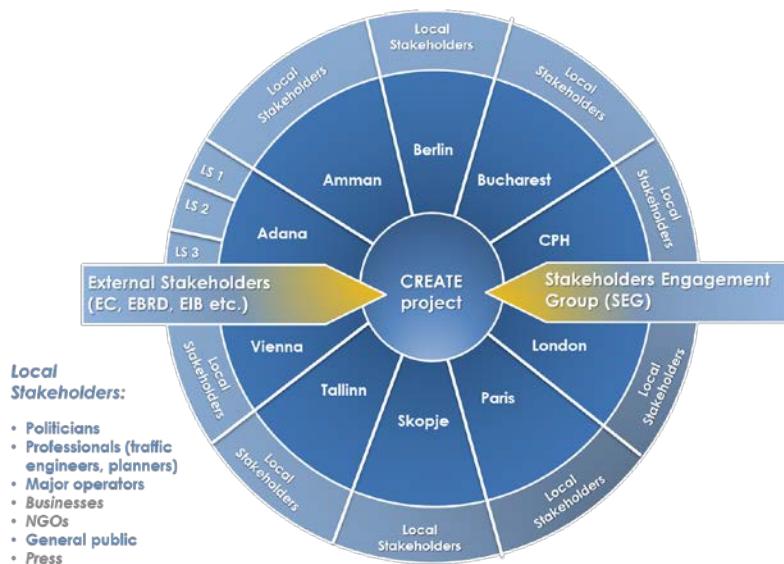 Local
Stakeholders
Local
Stakeholders
Local
Stakeholders
Local
Stakeholders
LS 1
LS 2
LS 3
Berlin
Amman
Bucharest
Adana
CPH
External Stakeholders
(EC, EBRD, EIB etc.)
CREATE
project
Stakeholders Engagement
Group (SEG)
Vienna
London
Tallinn
Paris
Skopje
Local
Stakeholders
Local
Stakeholders
Local
Stakeholders
Local
Stakeholders
Local
Stakeholders
Local
Stakeholders:
• Politicians
• Professionals (traffic
engineers, planners)
• Major operators
• Businesses
• NGOs
• General public
• Press